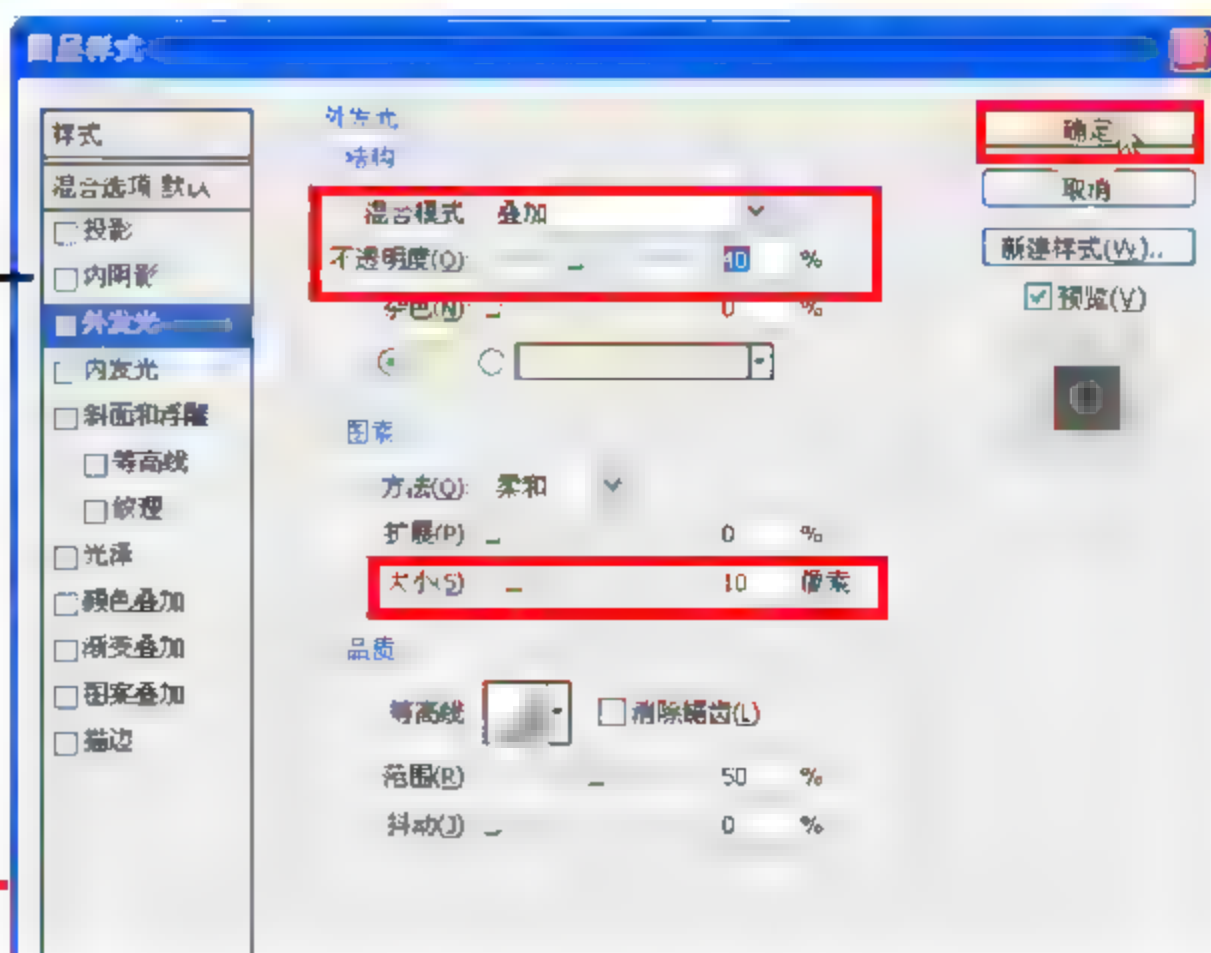 图层样式
样式
混合选项:默认
投影
内阴影
外发光
内发光
斜面和浮雕
等高线
纹理
光泽
颜色叠加
渐变叠加
图案叠加
描边
外发光
结构
混合模式 叠加
不透明度(O): 40 %
杂色(N): 0 %
图素
方法(Q): 柔和
扩展(P) 0 %
大小(S) 10 像素
品质
等高线 消除锯齿(L)
范围(R) 50 %
抖动(J) 0 %
确定
取消
新建样式(W)..
预览(V)